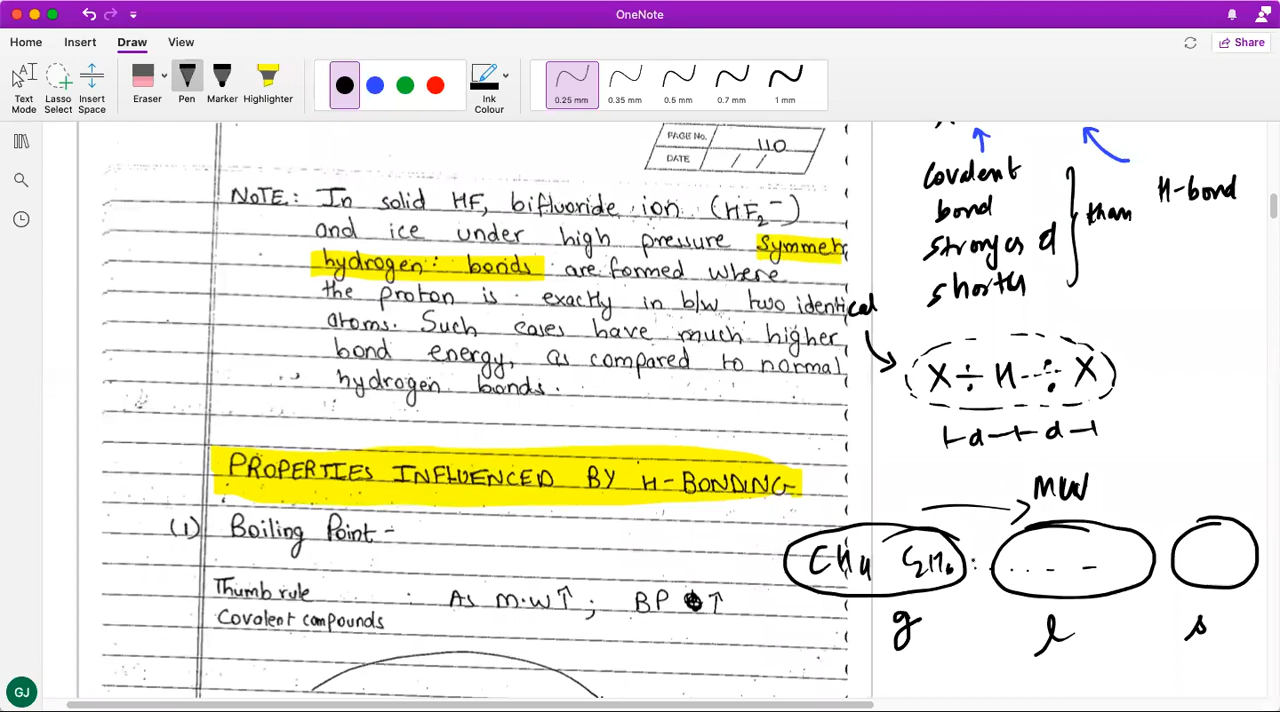 OneNote
Home Insert Draw View
Share
Text Mode
Lasso Select
Insert Space
Eraser
Pen
Marker
Highlighter
Ink Colour
0.25 mm
0.35 mm
0.5 mm
0.7 mm
1 mm
PAGE No. 110
DATE / /
NOTE: In solid HF, bifluoride ion (HF2–)
and ice under high pressure Symmet
hydrogen bonds are formed where
the proton is exactly in b/w two identical
atoms. Such cases have much higher
bond energy, as compared to normal
hydrogen bonds.
PROPERTIES INFLUENCED BY H-BONDING
(1) Boiling Point –
Thumb rule : As M.W↑ ; BP ↑
Covalent compounds
Covalent
bond
stronger &
shorter
than
H-bond
X H X
d d
MW
CH4 C2H6
g l s
GJ